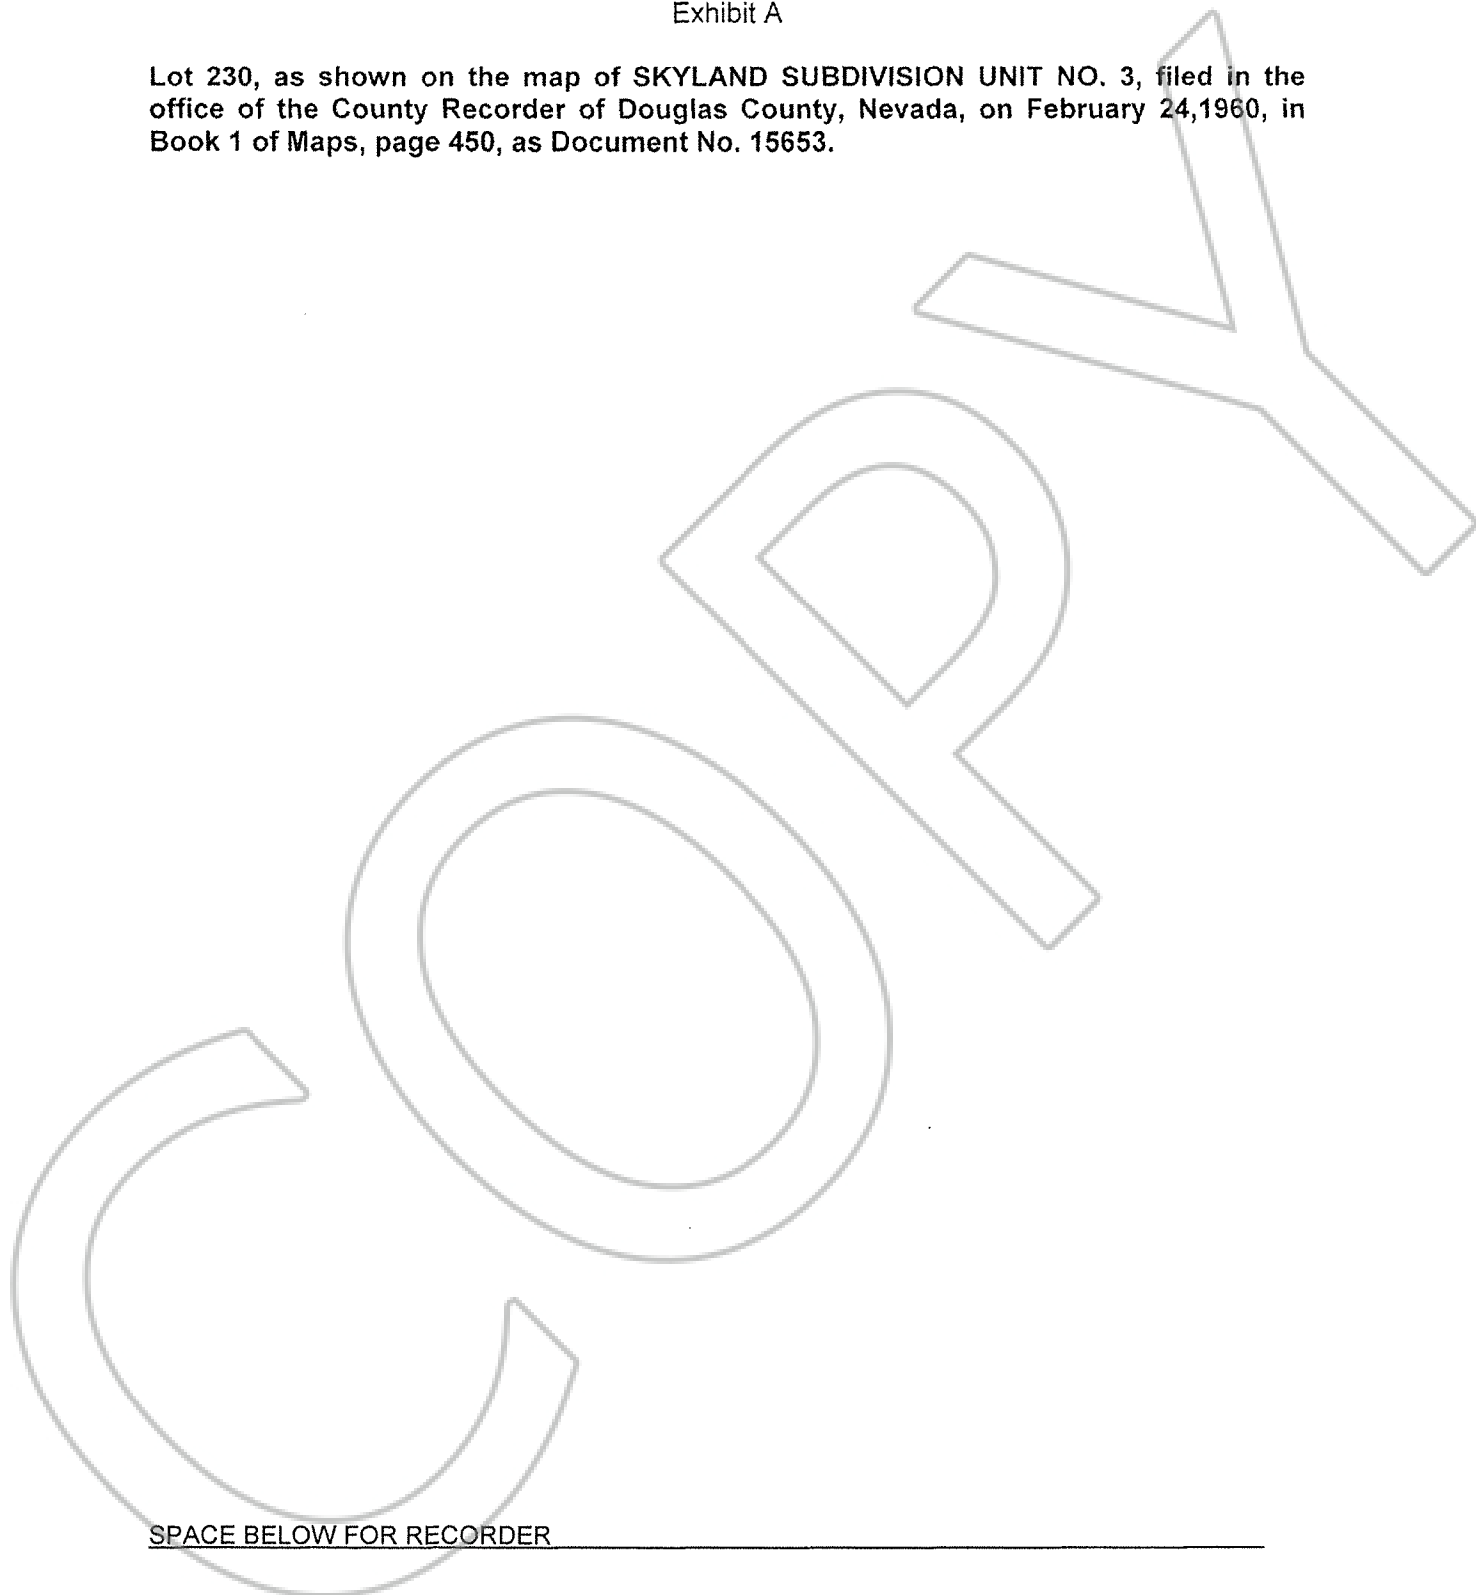 Exhibit A
Lot 230, as shown on the map of SKYLAND SUBDIVISION UNIT NO. 3, filed in the
office of the County Recorder of Douglas County, Nevada, on February 24,1960, in
Book 1 of Maps, page 450, as Document No. 15653.
COPY
SPACE BELOW FOR RECORDER